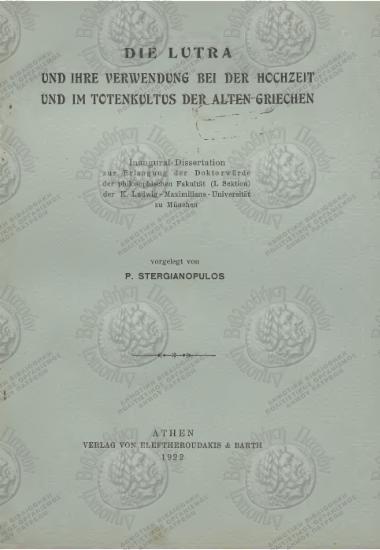 DIE LUTRA
UND IHRE VERWENDUNG BEI DER HOCHZEIT
UND IM TOTENKULTUS DER ALTEN GRIECHEN
Inaugural-Dissertation
zur Erlangung der Doktorwürde
der philosophischen Fakultät (I. Sektion)
der K. Ludwig-Maximilians-Universität
zu München
vorgelegt von
P. STERGIANOPULOS
ATHEN
VERLAG VON ELEFTHEROUDAKIS & BARTH
1922